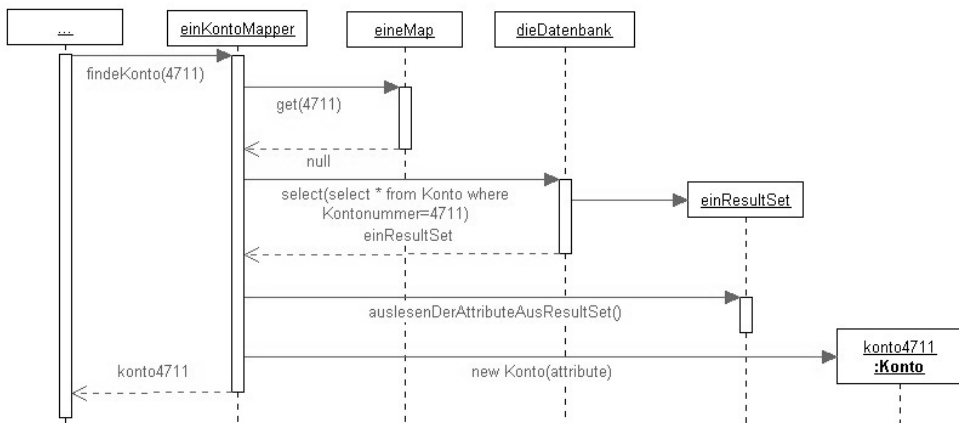 ...
einKontoMapper
eineMap
dieDatenbank
findeKonto(4711)
get(4711)
null
select(select * from Konto where
Kontonummer=4711)
einResultSet
einResultSet
auslesenDerAttributeAusResultSet()
konto4711
:Konto
new Konto(attribute)
konto4711